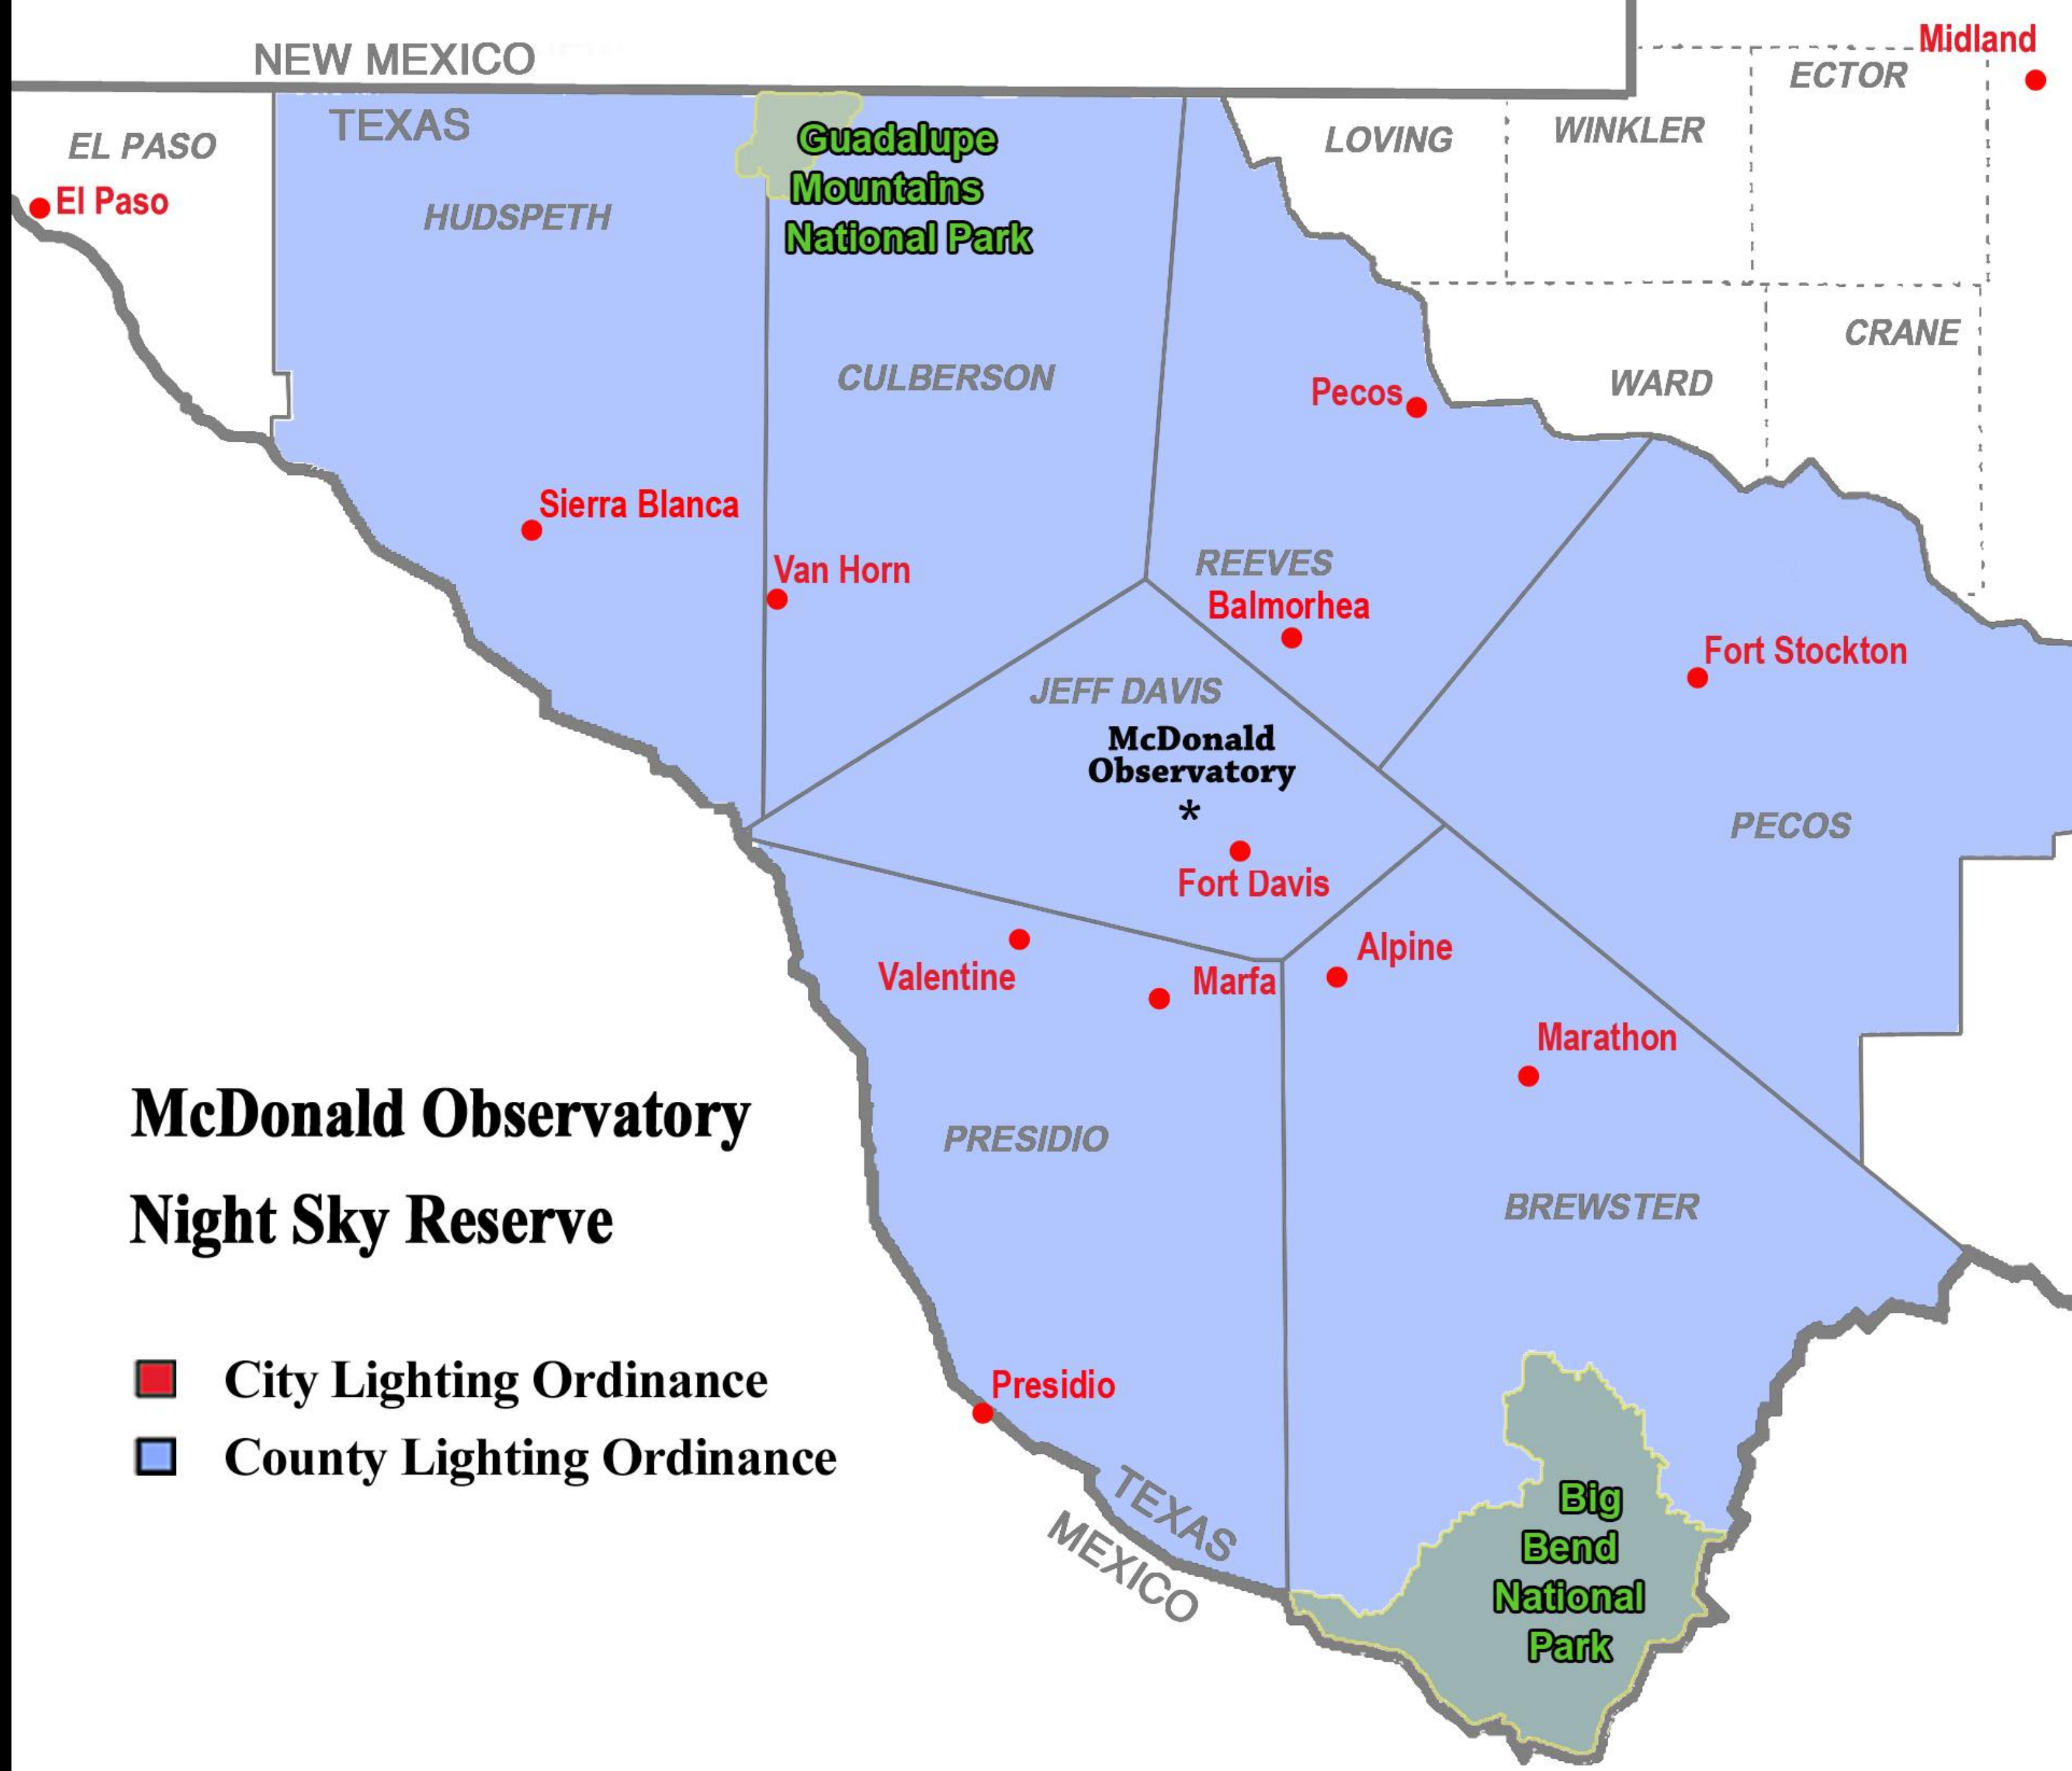 NEW MEXICO
Midland
ECTOR
TEXAS
EL PASO
Guadalupe
Mountains
National Park
LOVING
WINKLER
El Paso
HUDSPETH
CULBERSON
CRANE
WARD
Pecos
Sierra Blanca
Van Horn
REEVES
Balmorhea
Fort Stockton
JEFF DAVIS
McDonald
Observatory
*
PECOS
Fort Davis
Alpine
Valentine
Marfa
Marathon
McDonald Observatory
Night Sky Reserve
PRESIDIO
BREWSTER
City Lighting Ordinance
County Lighting Ordinance
Presidio
TEXAS
MEXICO
Big
Bend
National
Park